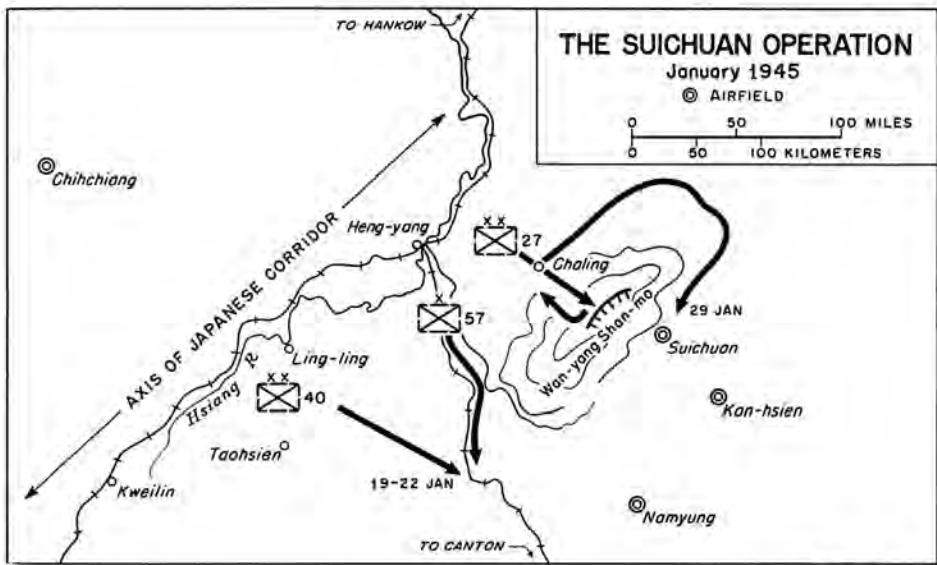 TO HANKOW
THE SUICHUAN OPERATION
January 1945
AIRFIELD
0 50 100 MILES
0 50 100 KILOMETERS
Chihchiang
AXIS OF JAPANESE CORRIDOR
Heng-yang
XX
27
Chaling
X
57
29 JAN
Wan-yang Shan-mo
Suichuan
Ling-ling
Hsiang R
XX
40
Kan-hsien
Taohsien
19-22 JAN
Kweilin
Namyung
TO CANTON